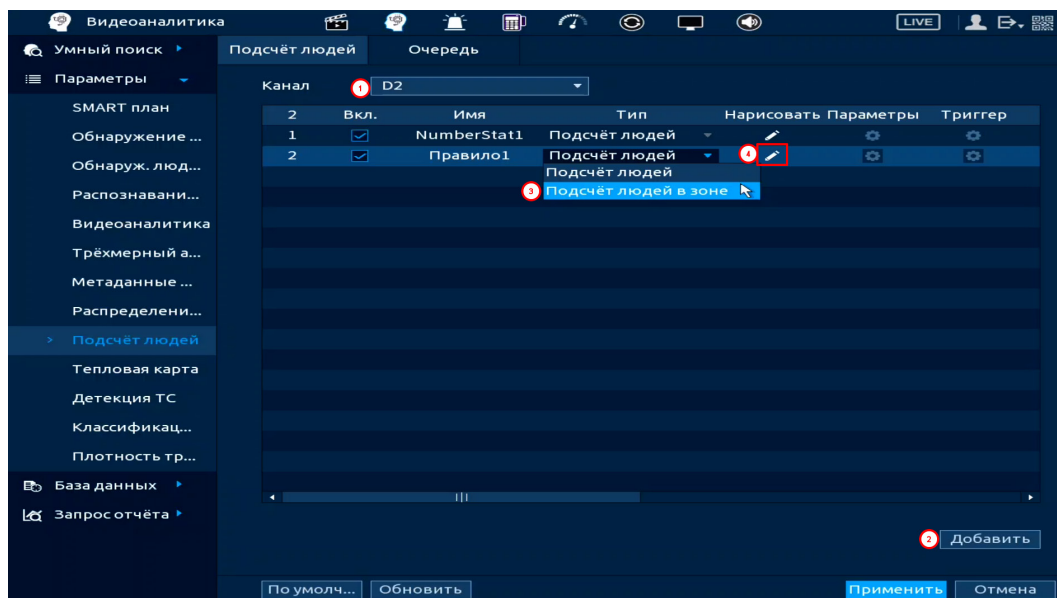 Видеоаналитика
LIVE
Умный поиск
Параметры
SMART план
Обнаружение ...
Обнаруж. люд...
Распознавани...
Видеоаналитика
Трёхмерный а...
Метаданные ...
Распределени...
> Подсчёт людей
Тепловая карта
Детекция ТС
Классификац...
Плотность тр...
База данных
Запрос отчёта
Подсчёт людей Очередь
Канал 1 D2
2 Вкл. Имя Тип Нарисовать Параметры Триггер
1 NumberStat1 Подсчёт людей
2 Правило1 Подсчёт людей 4
Подсчёт людей
3 Подсчёт людей в зоне
2 Добавить
По умолч... Обновить Применить Отмена